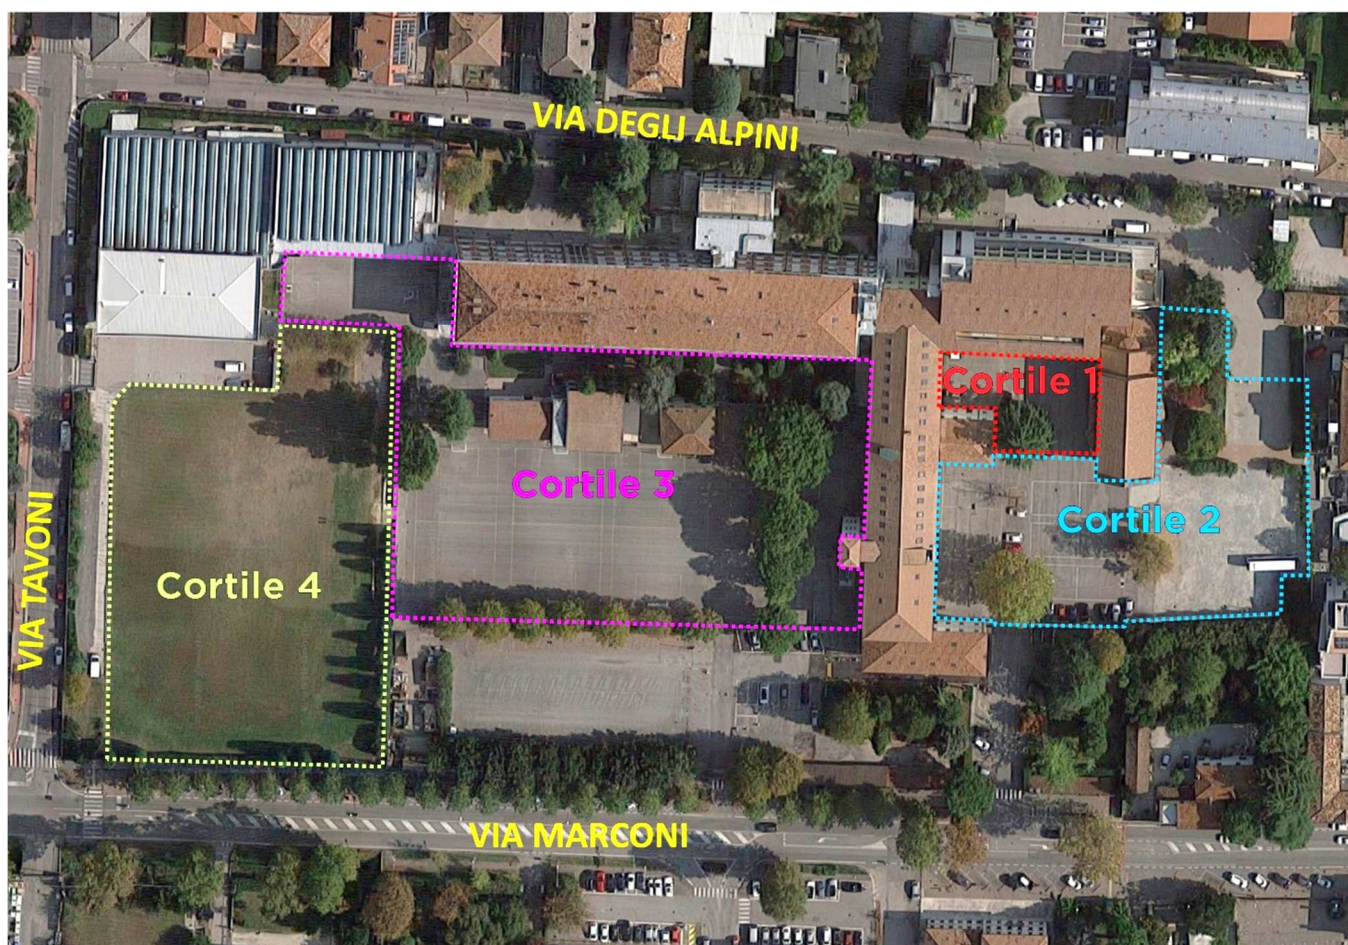 VIA DEGLI ALPINI
Cortile 1
Cortile 3
Cortile 2
Cortile 4
VIA TAVONI
VIA MARCONI